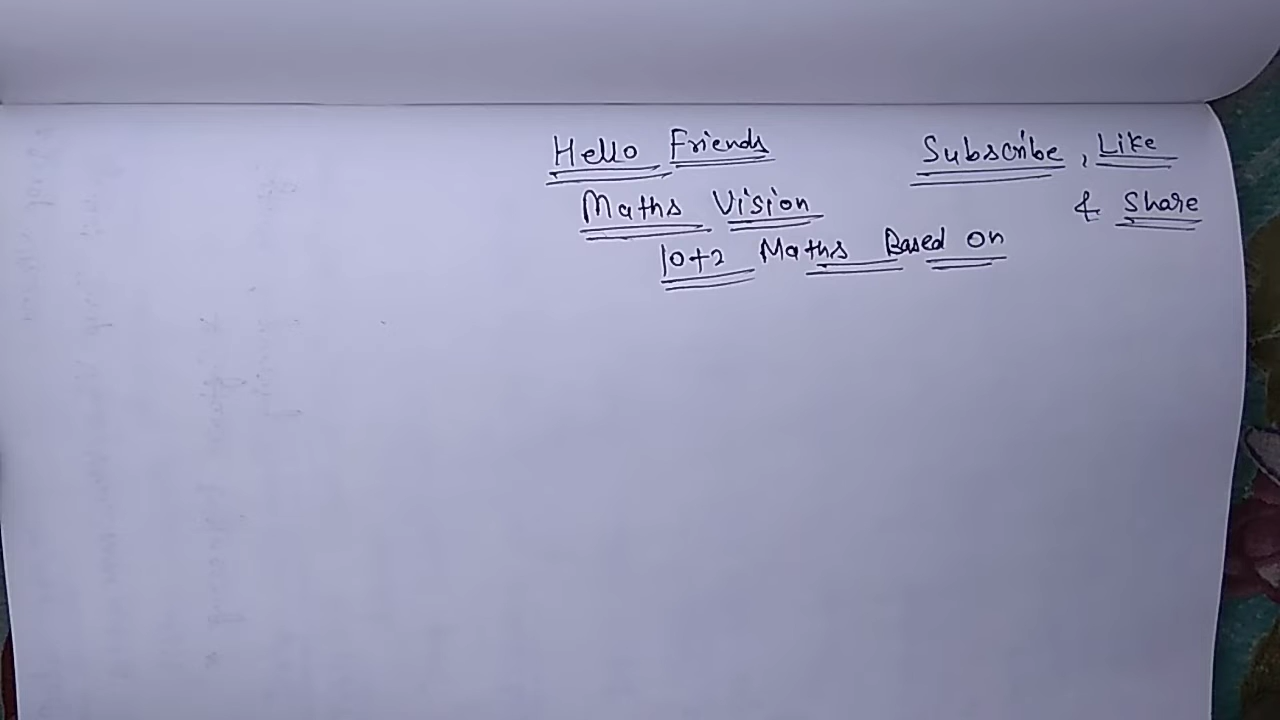 Hello Friends
Maths Vision
10+2 Maths Based on
Subscribe, Like
& Share